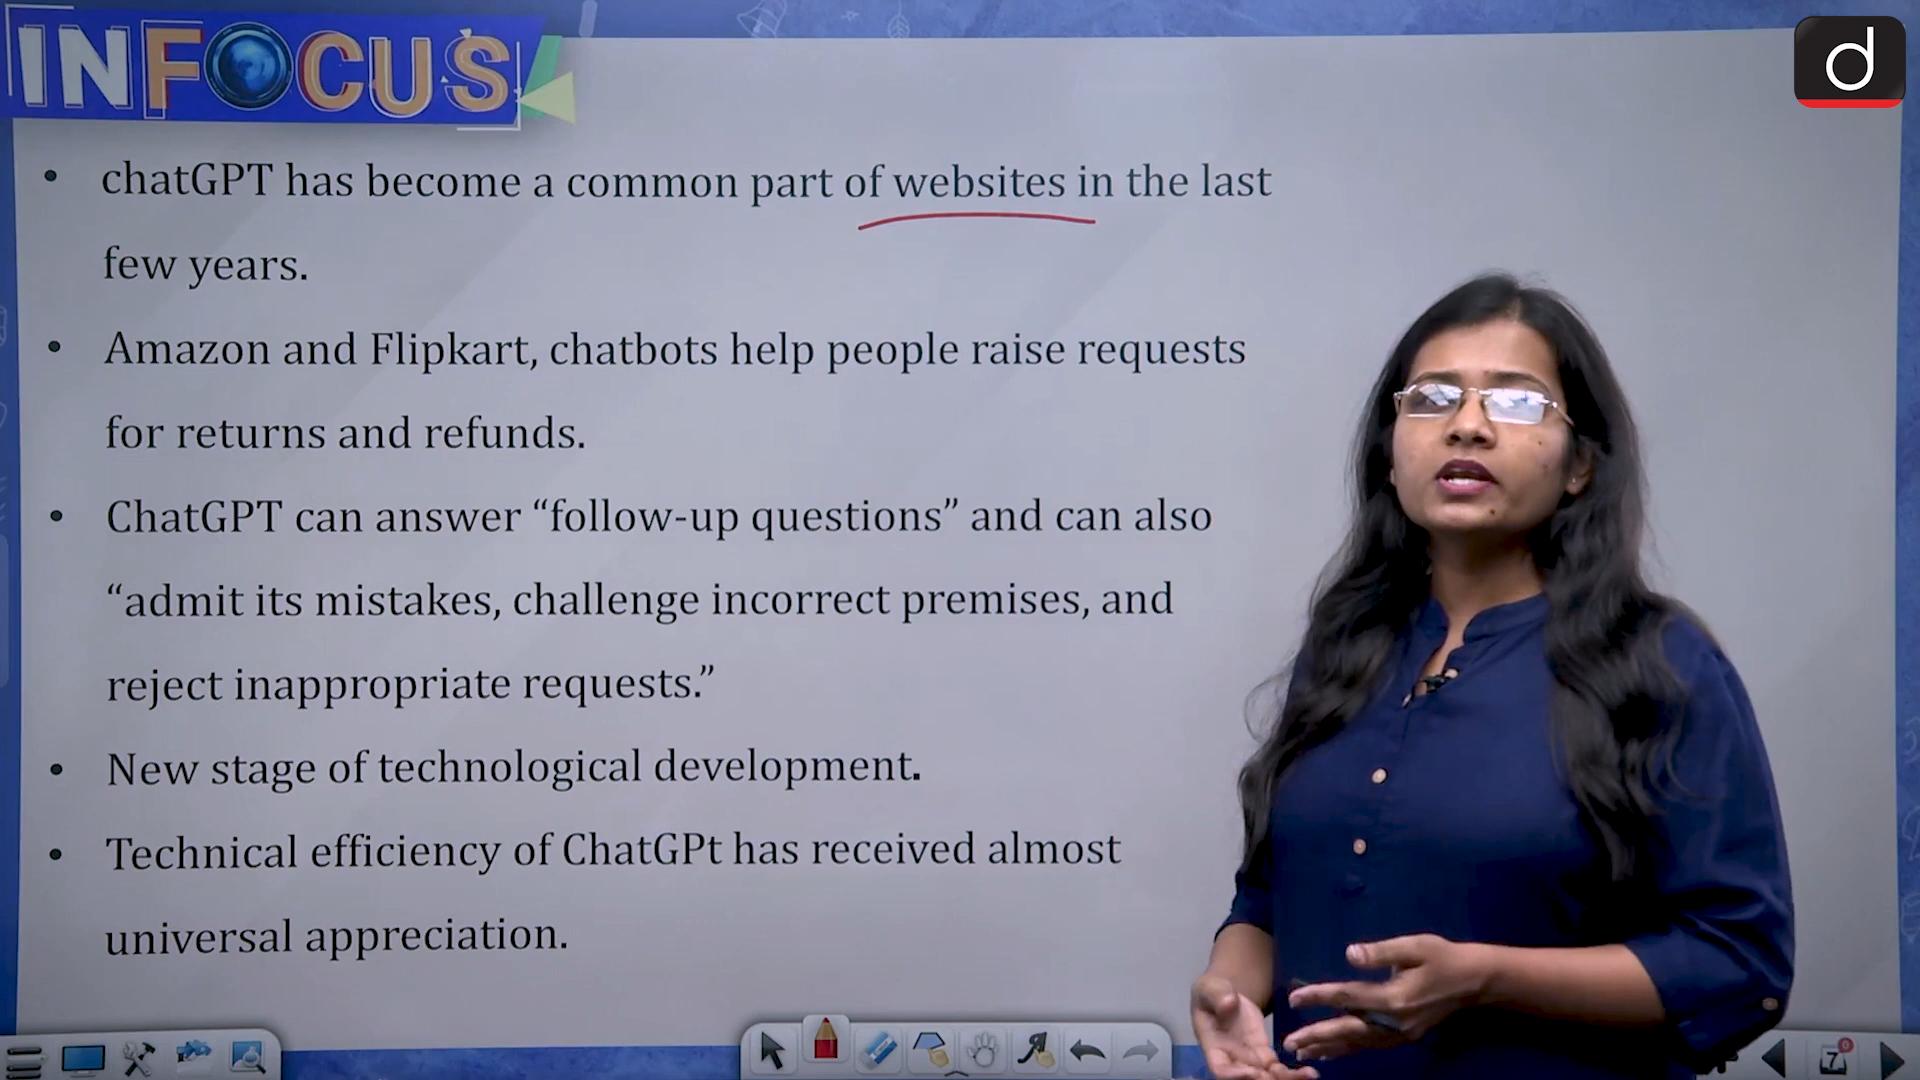 INFOCUS
d
• chatGPT has become a common part of websites in the last
few years.
• Amazon and Flipkart, chatbots help people raise requests
for returns and refunds.
• ChatGPT can answer “follow-up questions” and can also
“admit its mistakes, challenge incorrect premises, and
reject inappropriate requests.”
• New stage of technological development.
• Technical efficiency of ChatGPt has received almost
universal appreciation.
7
0